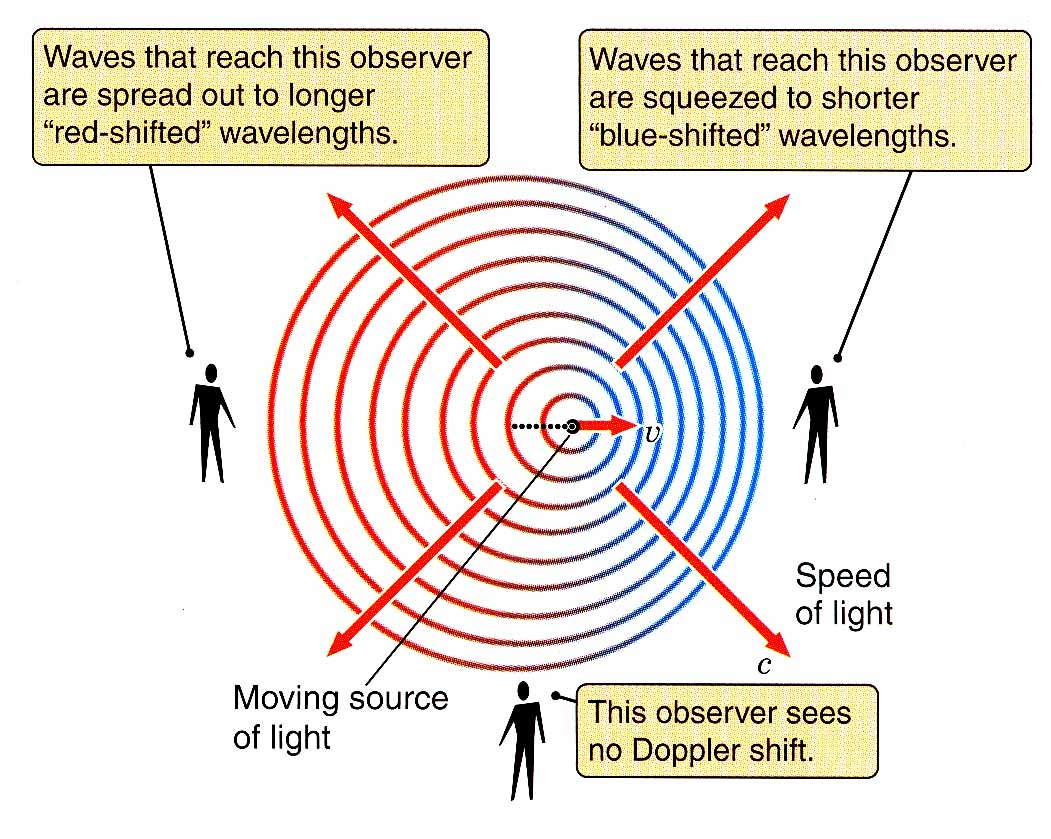 Waves that reach this observer
are spread out to longer
“red-shifted” wavelengths.
Waves that reach this observer
are squeezed to shorter
“blue-shifted” wavelengths.
v
Speed
of light
c
Moving source
of light
This observer sees
no Doppler shift.